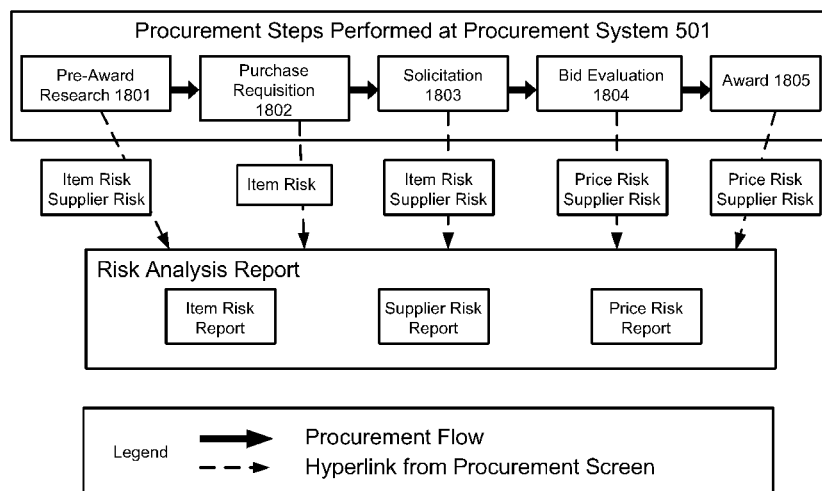 Procurement Steps Performed at Procurement System 501
Pre-Award
Research 1801
Purchase
Requisition
1802
Solicitation
1803
Bid Evaluation
1804
Award 1805
Item Risk
Supplier Risk
Item Risk
Item Risk
Supplier Risk
Price Risk
Supplier Risk
Price Risk
Supplier Risk
Risk Analysis Report
Item Risk
Report
Supplier Risk
Report
Price Risk
Report
Legend
Procurement Flow
Hyperlink from Procurement Screen